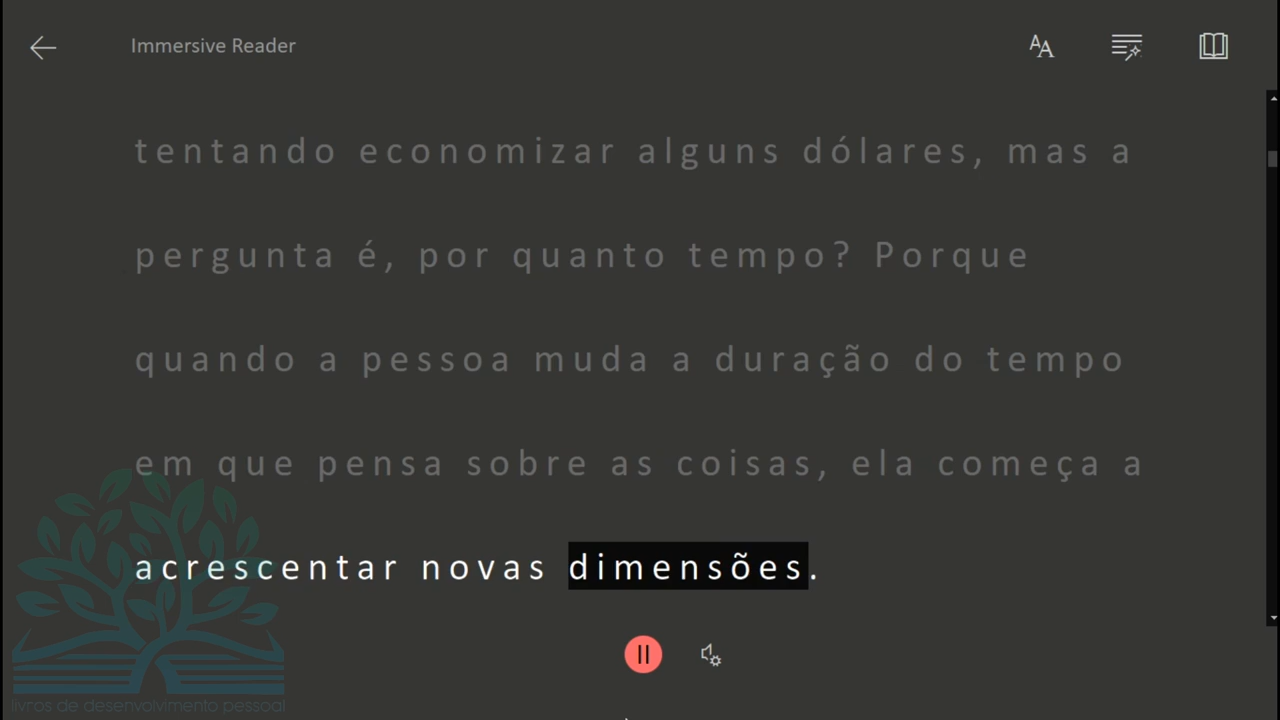 Immersive Reader
tentando economizar alguns dólares, mas a
pergunta é, por quanto tempo? Porque
quando a pessoa muda a duração do tempo
em que pensa sobre as coisas, ela começa a
acrescentar novas dimensões.
livros de desenvolvimento pessoal